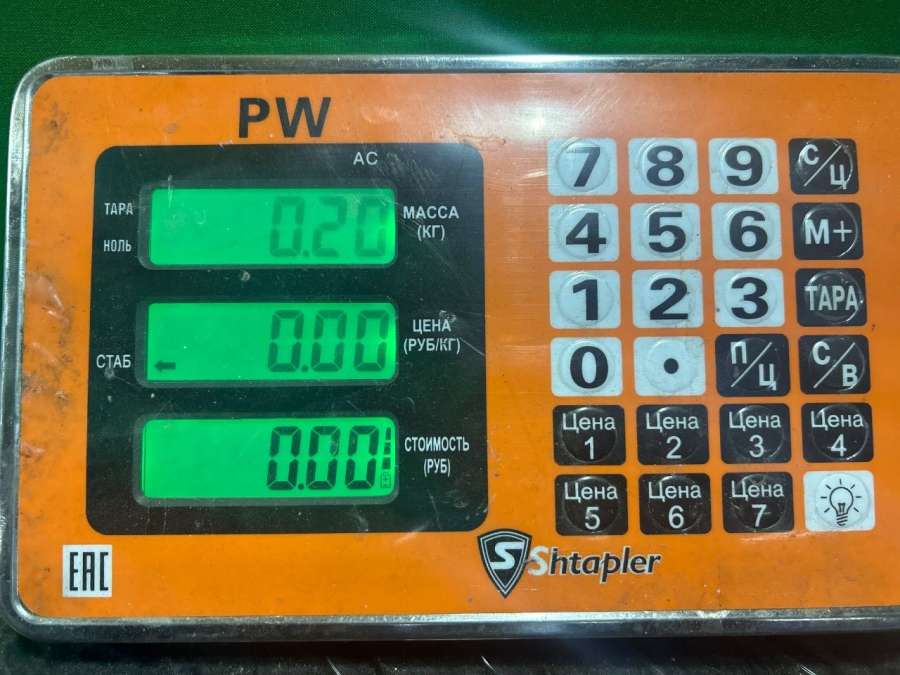 PW
AC
ТАРА
НОЛЬ
0.20
МАССА
(КГ)
СТАБ
0.00
ЦЕНА
(РУБ/КГ)
0.00
СТОИМОСТЬ
(РУБ)
7 8 9 С/Ц
4 5 6 М+
1 2 3 ТАРА
0 . П/Ц С/В
Цена 1
Цена 2
Цена 3
Цена 4
Цена 5
Цена 6
Цена 7
EAC
S Shtapler